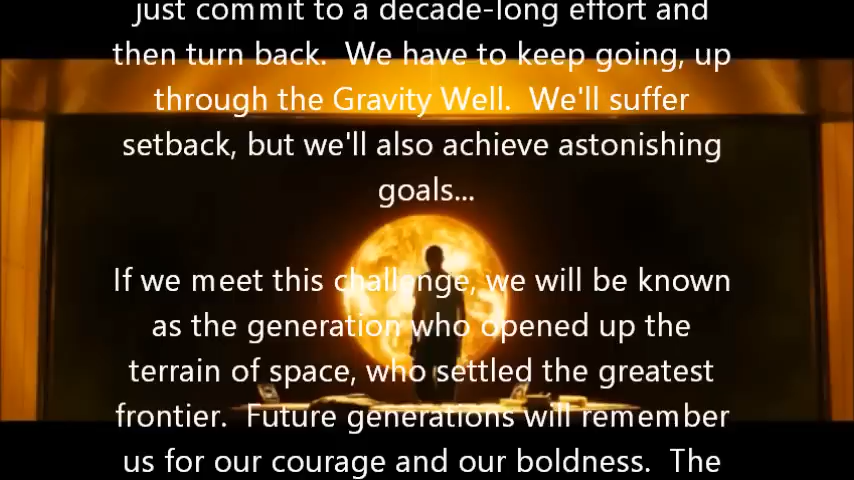 just commit to a decade-long effort and
then turn back.  We have to keep going, up
through the Gravity Well.  We'll suffer
setback, but we'll also achieve astonishing
goals...
If we meet this challenge, we will be known
as the generation who opened up the
terrain of space, who settled the greatest
frontier.  Future generations will remember
us for our courage and our boldness.  The